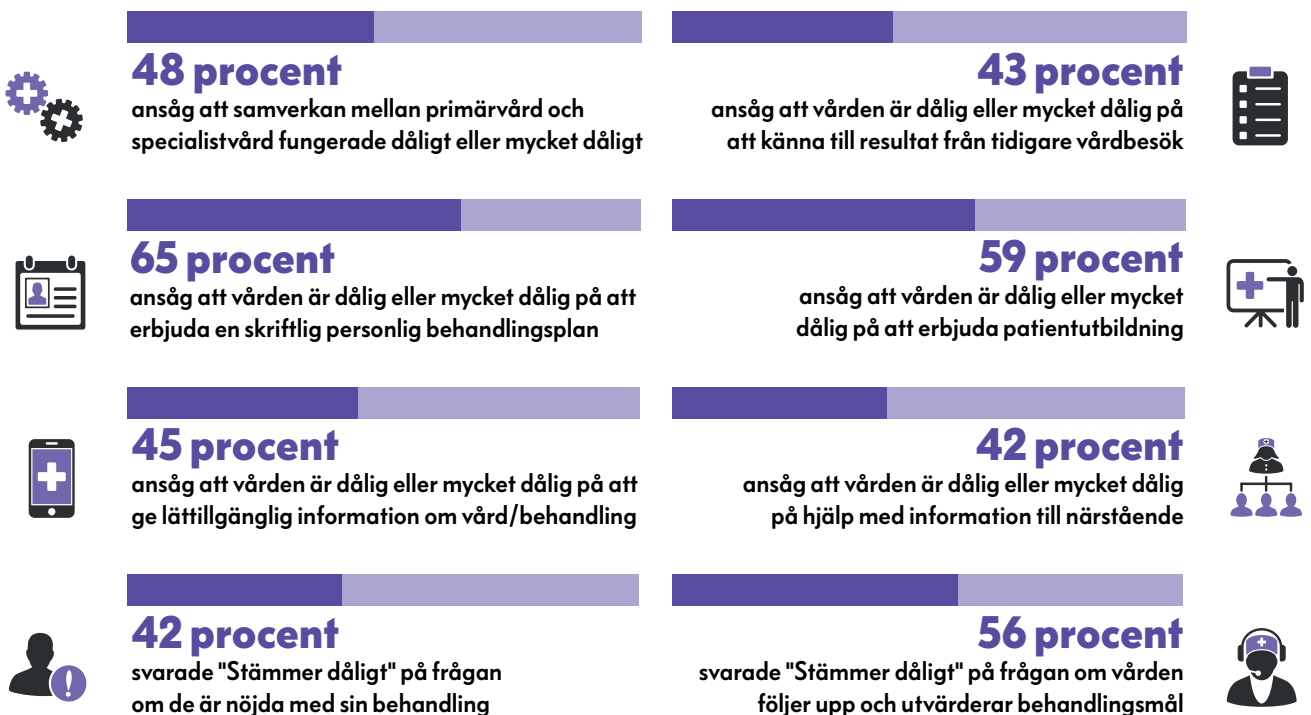 48 procent
ansåg att samverkan mellan primärvård och
specialistvård fungerade dåligt eller mycket dåligt
43 procent
ansåg att vården är dålig eller mycket dålig på
att känna till resultat från tidigare vårdbesök
65 procent
ansåg att vården är dålig eller mycket dålig på att
erbjuda en skriftlig personlig behandlingsplan
59 procent
ansåg att vården är dålig eller mycket
dålig på att erbjuda patientutbildning
45 procent
ansåg att vården är dålig eller mycket dålig på att
ge lättillgänglig information om vård/behandling
42 procent
ansåg att vården är dålig eller mycket dålig
på hjälp med information till närstående
42 procent
svarade "Stämmer dåligt" på frågan
om de är nöjda med sin behandling
56 procent
svarade "Stämmer dåligt" på frågan om vården
följer upp och utvärderar behandlingsmål